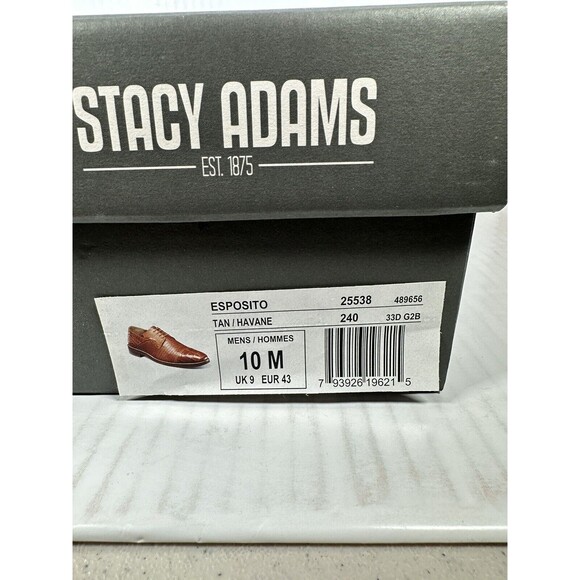 STACY ADAMS
EST. 1875
ESPOSITO 25538 489656
TAN / HAVANE 240 33D G2B
MENS / HOMMES
10 M
UK 9 EUR 43
7 93926 19621 5